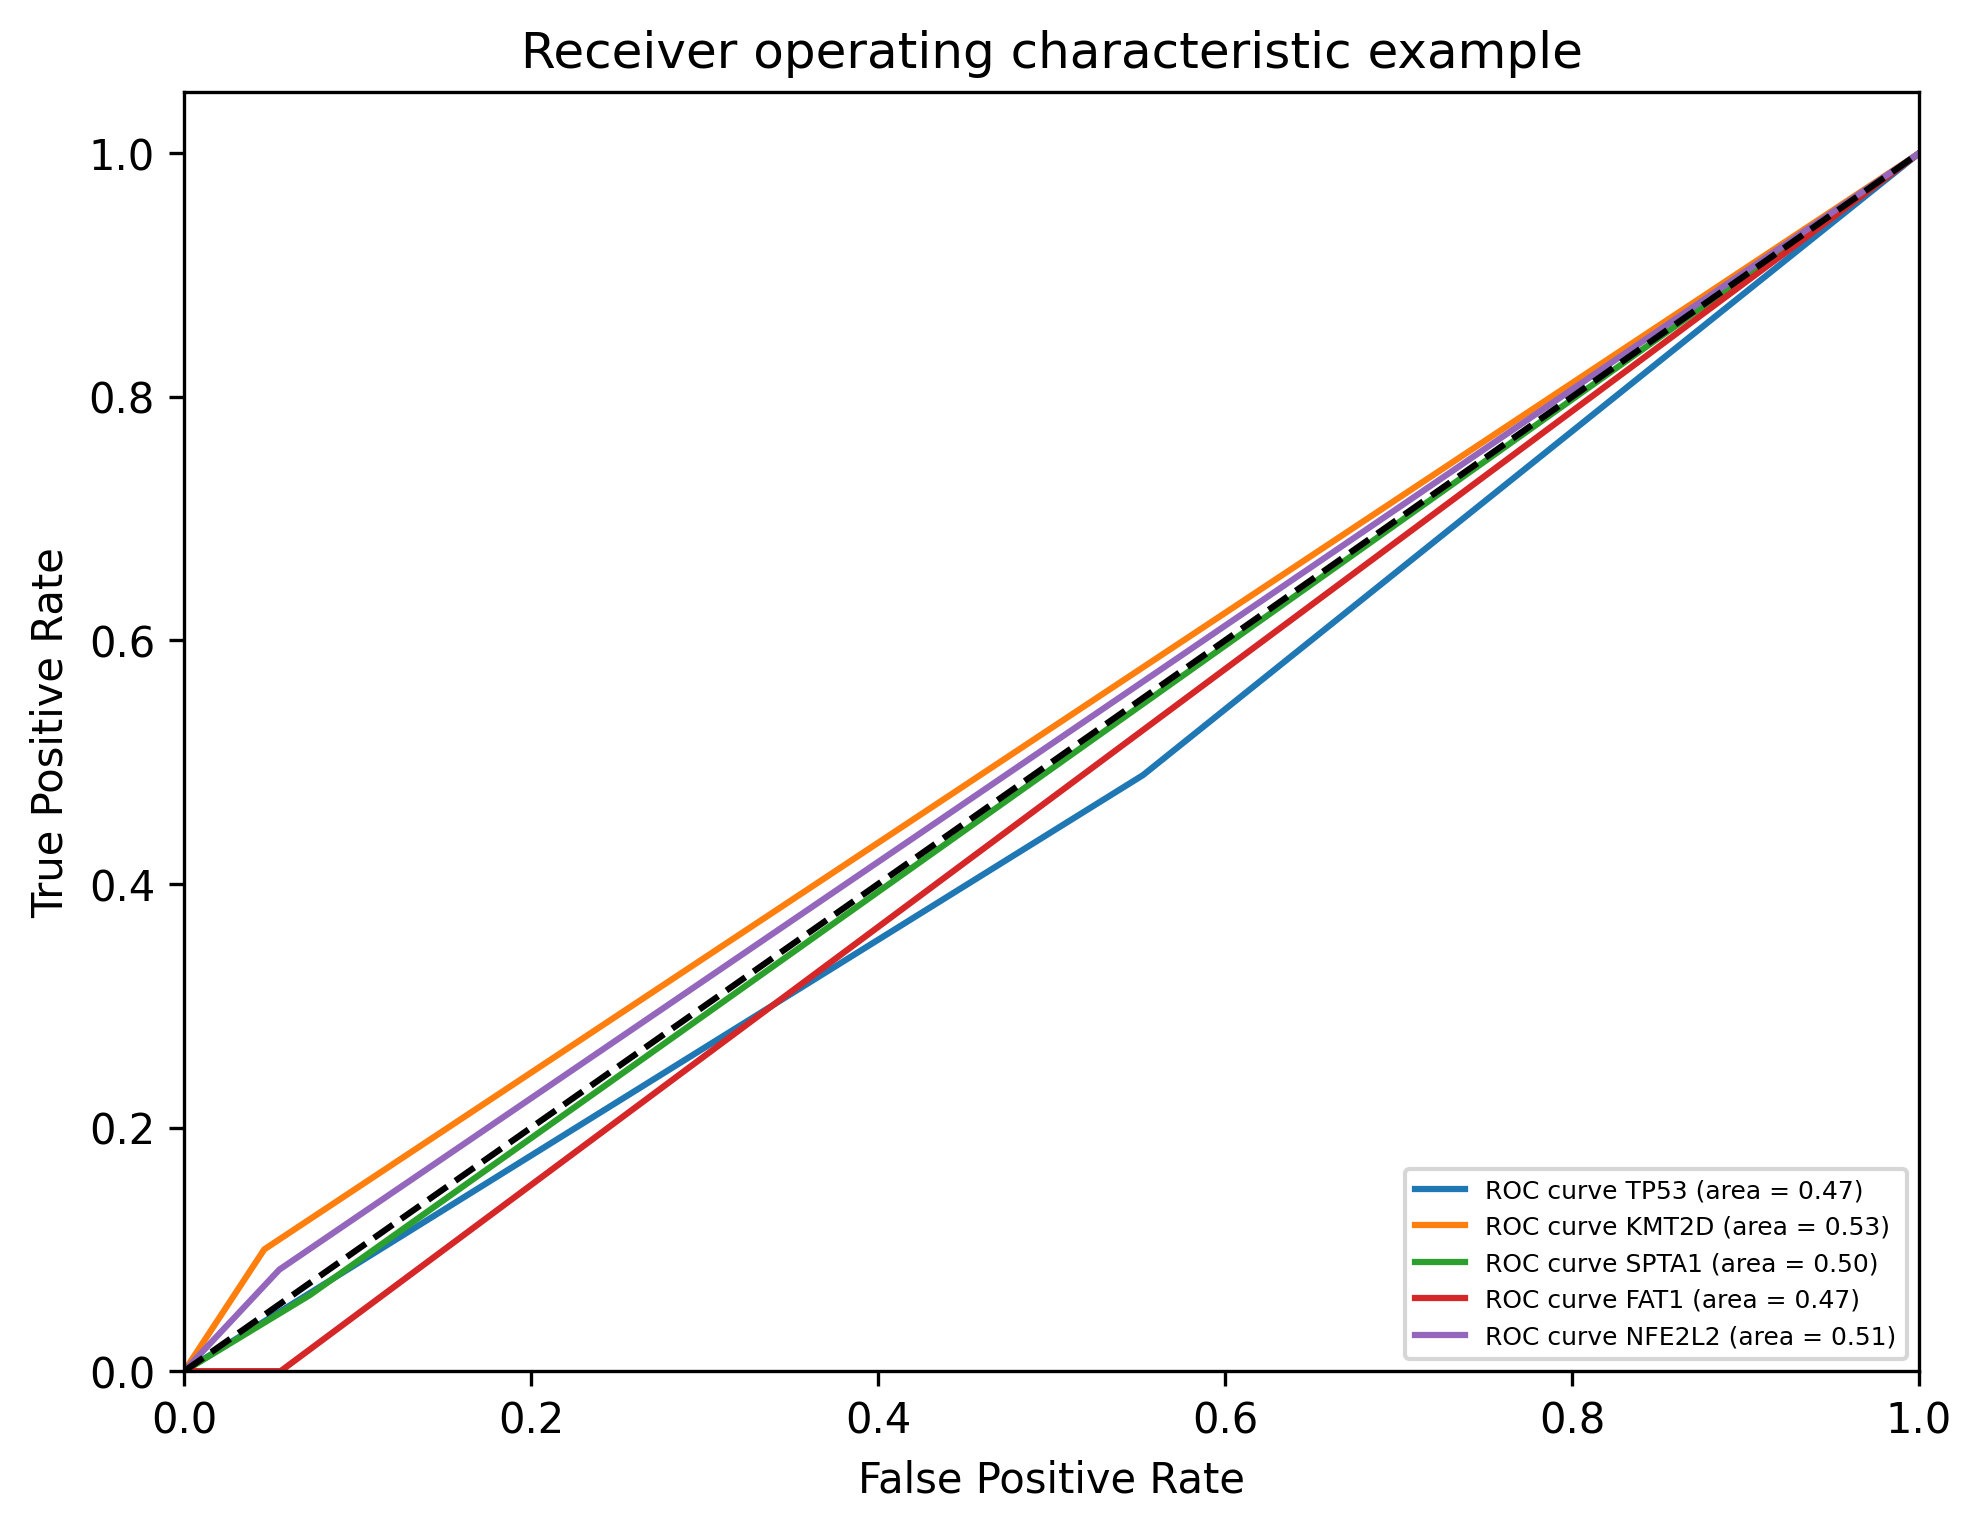 Receiver operating characteristic example
True Positive Rate
1.0
0.8
0.6
0.4
0.2
0.0
0.0 0.2 0.4 0.6 0.8 1.0
False Positive Rate
ROC curve TP53 (area = 0.47)
ROC curve KMT2D (area = 0.53)
ROC curve SPTA1 (area = 0.50)
ROC curve FAT1 (area = 0.47)
ROC curve NFE2L2 (area = 0.51)